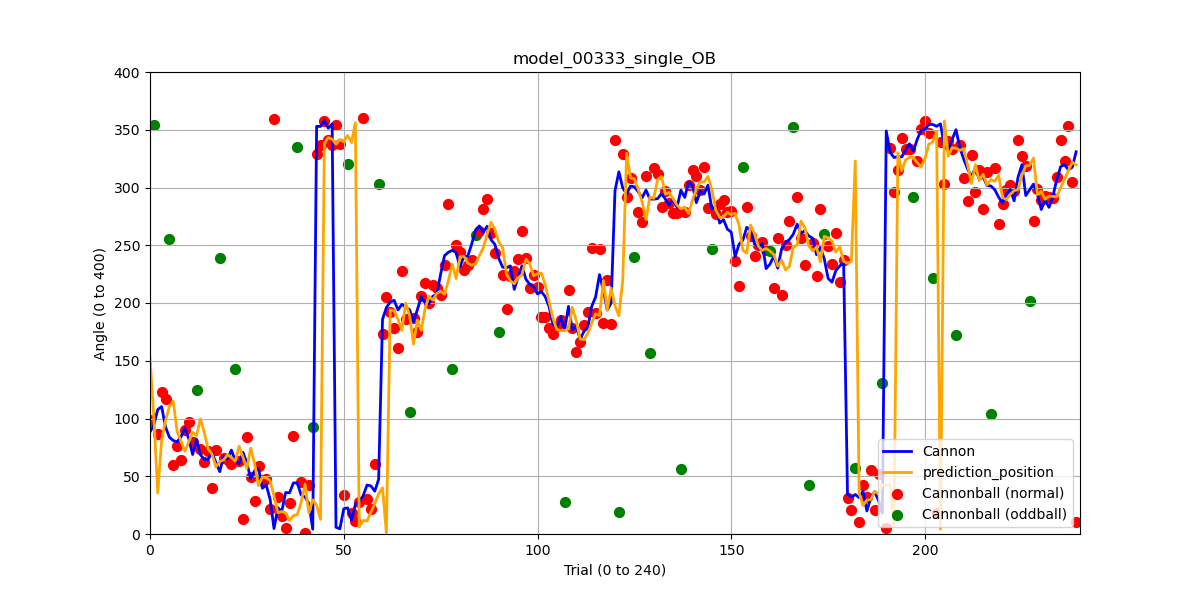 model_00333_single_OB
Angle (0 to 400)
400
350
300
250
200
150
100
50
0
0 50 100 150 200
Trial (0 to 240)
Cannon
prediction_position
Cannonball (normal)
Cannonball (oddball)